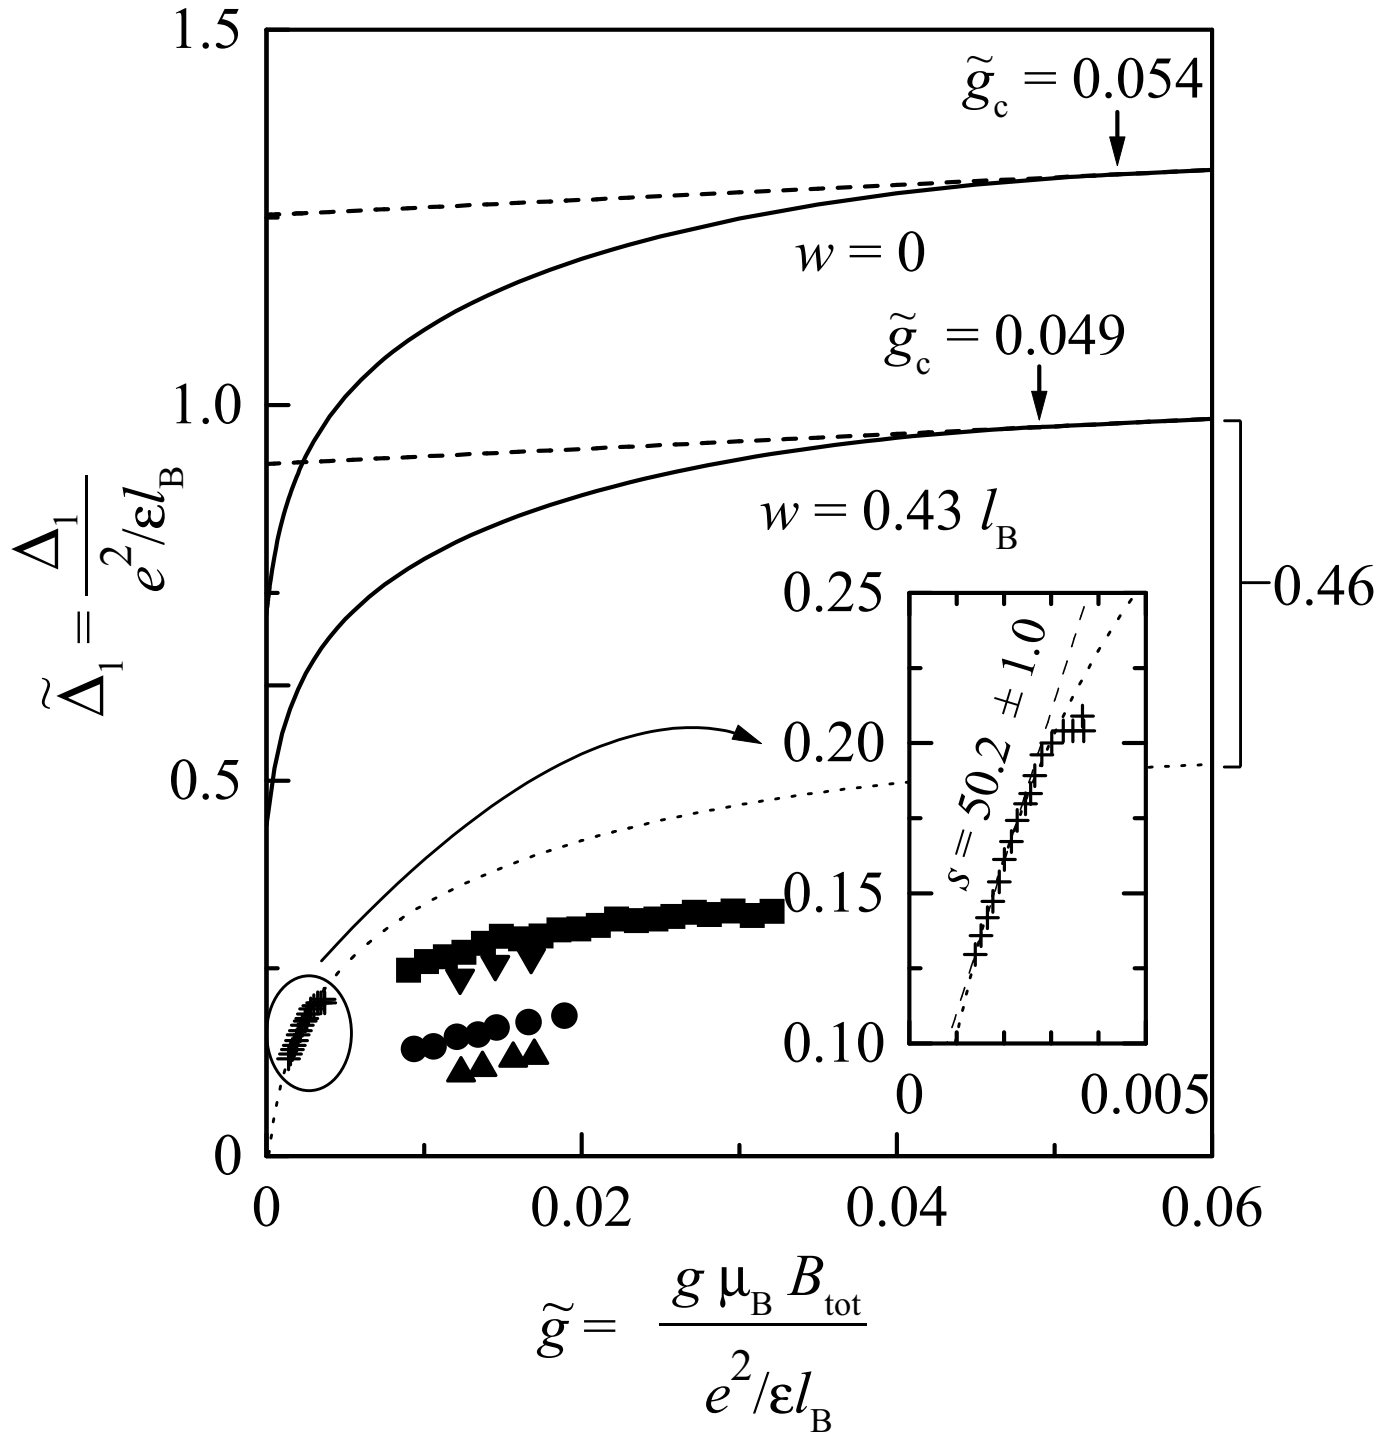 1.5
g̃c = 0.054
w = 0
g̃c = 0.049
1.0
w = 0.43 lB
Δ̃1 = Δ1 / e²/εlB
0.46
0.25
s = 50.2 ± 1.0
0.20
0.5
0.15
0.10
0 0.005
0
0 0.02 0.04 0.06
g̃ = g μB Btot
e²/εlB